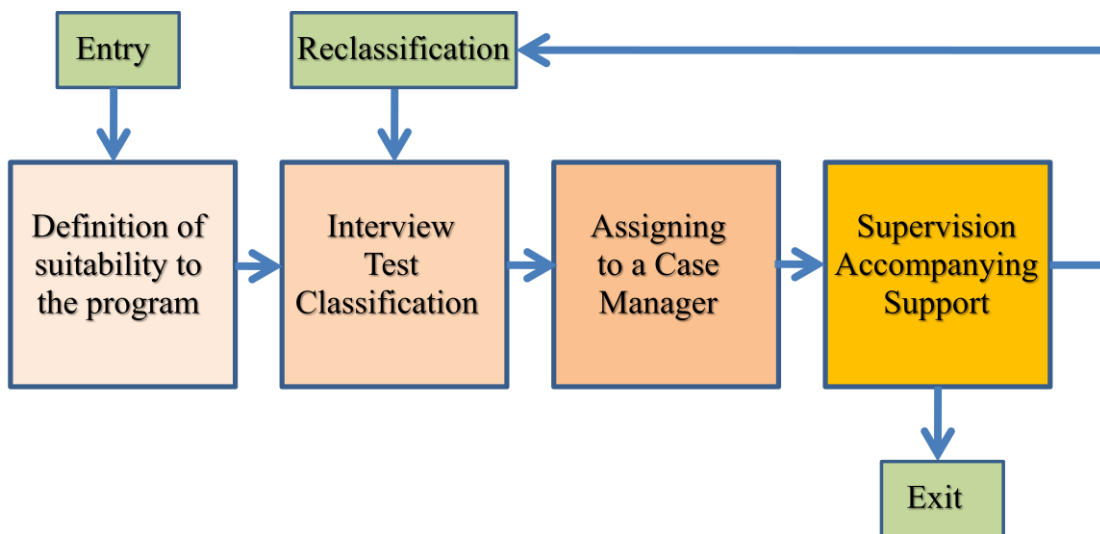 Entry
Reclassification
Definition of
suitability to
the program
Interview
Test
Classification
Assigning
to a Case
Manager
Supervision
Accompanying
Support
Exit